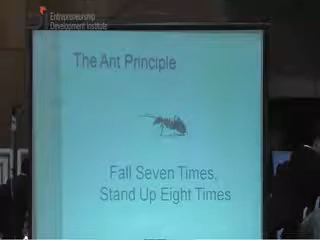 Entrepreneurship
Development Institute
The Ant Principle
Fall Seven Times,
Stand Up Eight Times